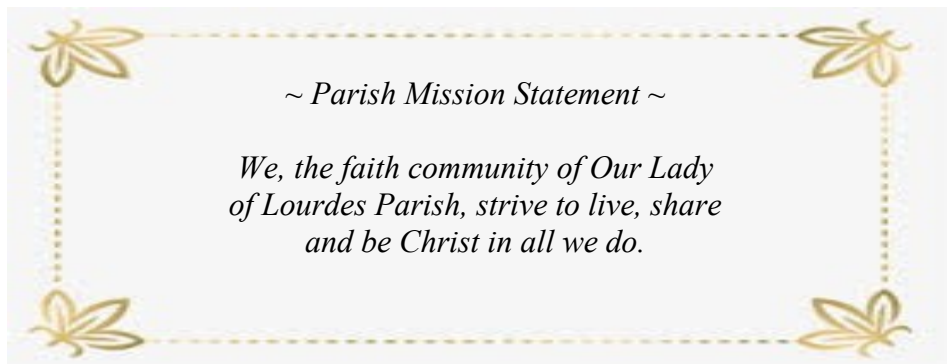 ~ Parish Mission Statement ~
We, the faith community of Our Lady
of Lourdes Parish, strive to live, share
and be Christ in all we do.